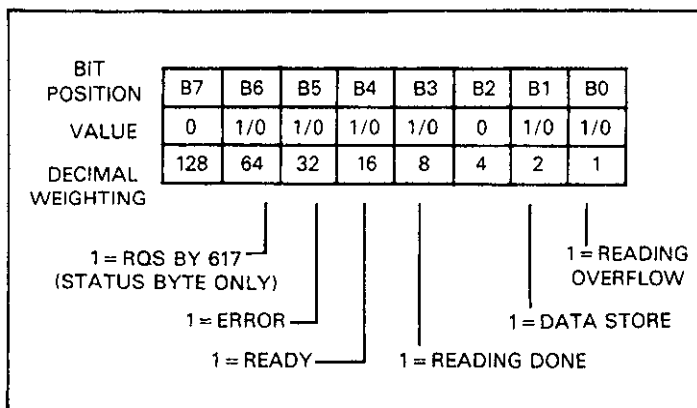 BIT
POSITION
B7 B6 B5 B4 B3 B2 B1 B0
VALUE
0 1/0 1/0 1/0 1/0 0 1/0 1/0
DECIMAL
WEIGHTING
128 64 32 16 8 4 2 1
1=RQS BY 617
(STATUS BYTE ONLY)
1=READING
OVERFLOW
1=ERROR
1=DATA STORE
1=READY
1=READING DONE